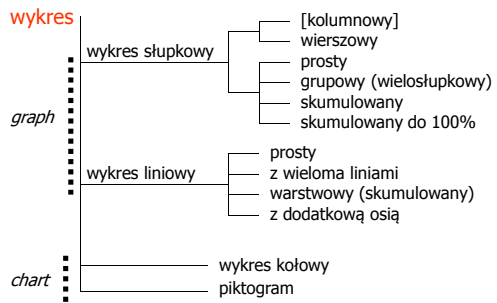 wykres
[kolumnowy]
wierszowy
wykres słupkowy
prosty
grupowy (wielosłupkowy)
skumulowany
skumulowany do 100%
graph
prosty
wykres liniowy
z wieloma liniami
warstwowy (skumulowany)
z dodatkową osią
wykres kołowy
chart
piktogram